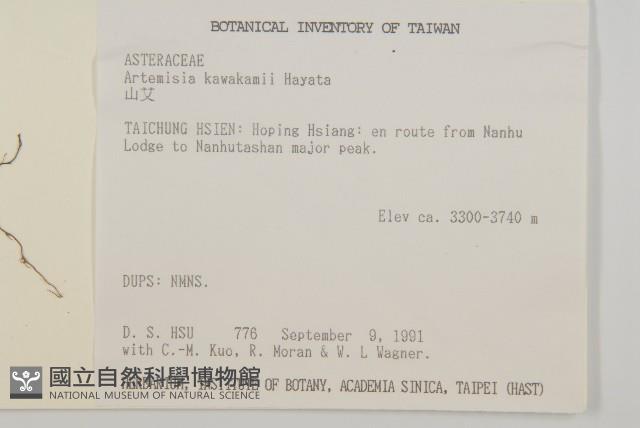 BOTANICAL INVENTORY OF TAIWAN
ASTERACEAE
Artemisia kawakamii Hayata
山艾
TAICHUNG HSIEN: Hoping Hsiang: en route from Nanhu
Lodge to Nanhutashan major peak.
Elev ca. 3300-3740 m
DUPS: NMNS.
D. S. HSU 776 September 9, 1991
with C.-M. Kuo, R. Moran & W. L Wagner.
HERBARIUM, INSTITUTE OF BOTANY, ACADEMIA SINICA, TAIPEI (HAST)
國立自然科學博物館
NATIONAL MUSEUM OF NATURAL SCIENCE